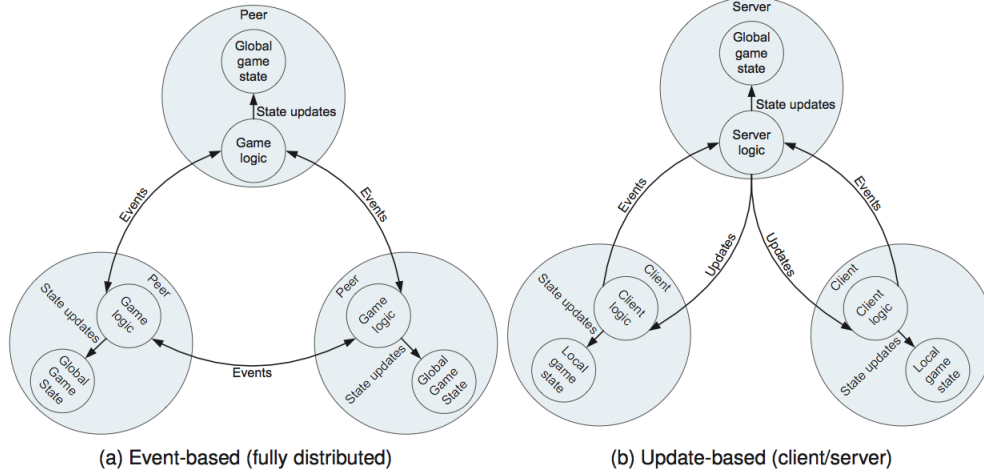 Peer
Global
game
state
State updates
Game
logic
Events
Events
Peer
State updates
Game
logic
Global
Game
State
Events
Peer
Game
logic
State updates
Global
Game
State
(a) Event-based (fully distributed)
Server
Global
game
state
State updates
Server
logic
Events
Events
Updates
Updates
Client
State updates
Client
logic
Local
game
state
Client
Client
logic
State updates
Local
game
state
(b) Update-based (client/server)